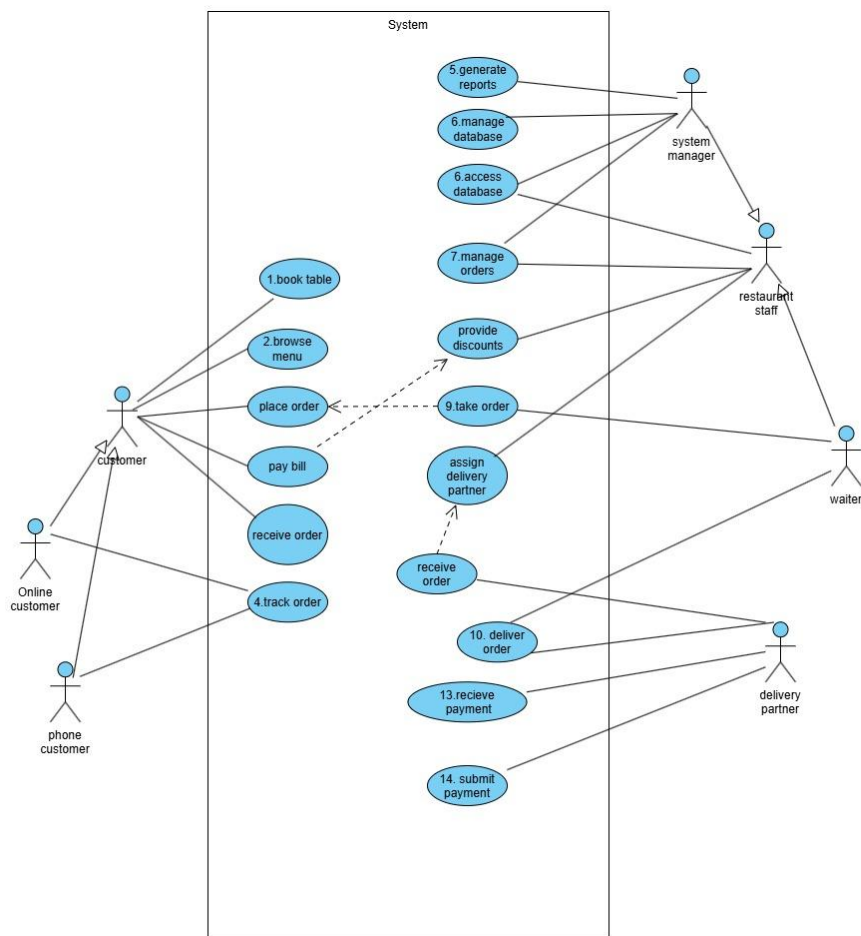 System
5.generate
reports
6.manage
database
system
manager
6.access
database
7.manage
orders
restaurant
staff
1.book table
provide
discounts
2.browse
menu
place order
9.take order
customer
pay bill
assign
delivery
partner
waiter
receive order
receive
order
Online
customer
4.track order
10. deliver
order
delivery
partner
13.recieve
payment
phone
customer
14. submit
payment